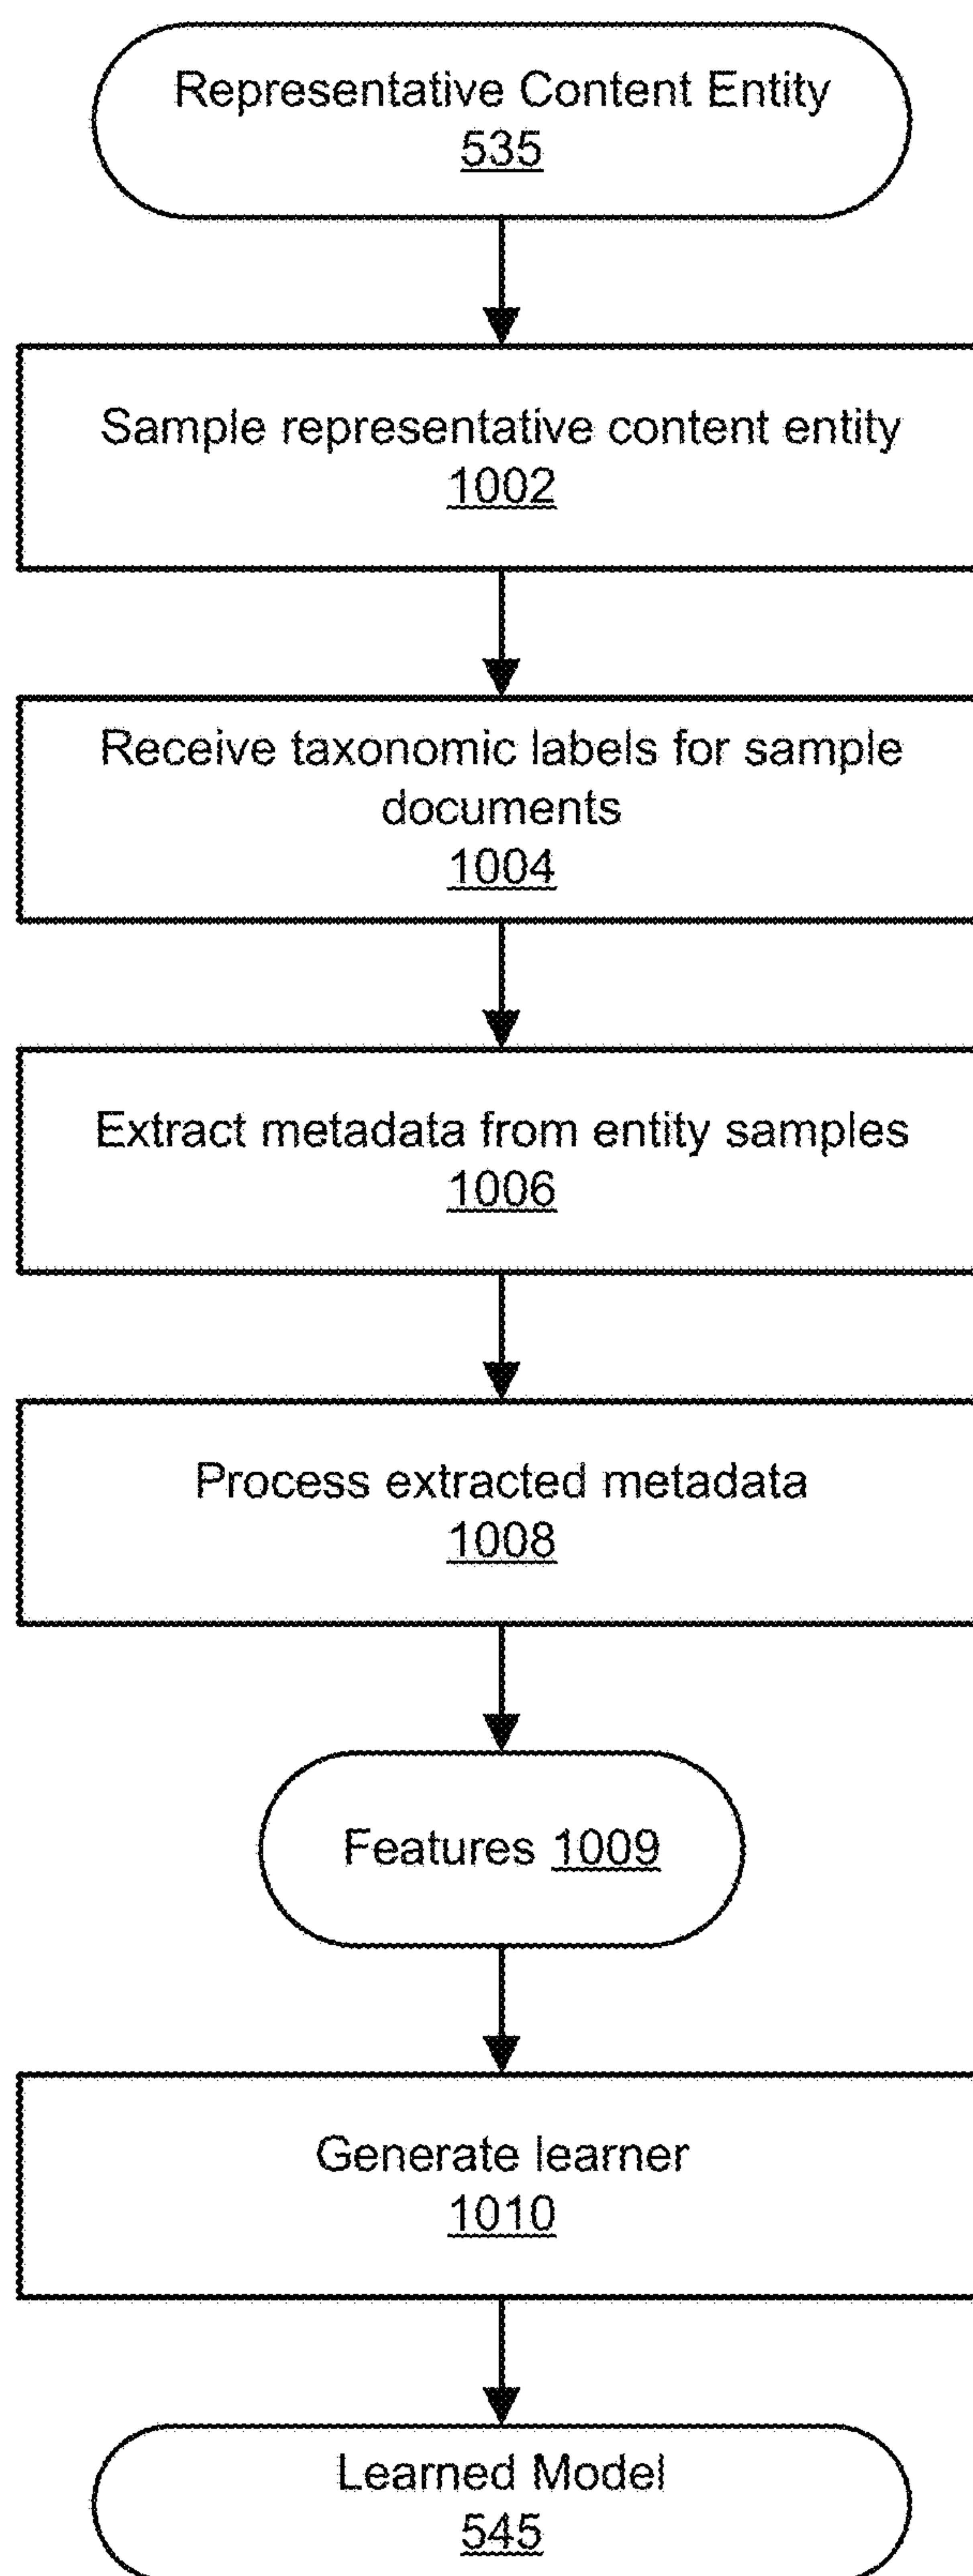 Representative Content Entity
535
Sample representative content entity
1002
Receive taxonomic labels for sample
documents
1004
Extract metadata from entity samples
1006
Process extracted metadata
1008
Features 1009
Generate learner
1010
Learned Model
545